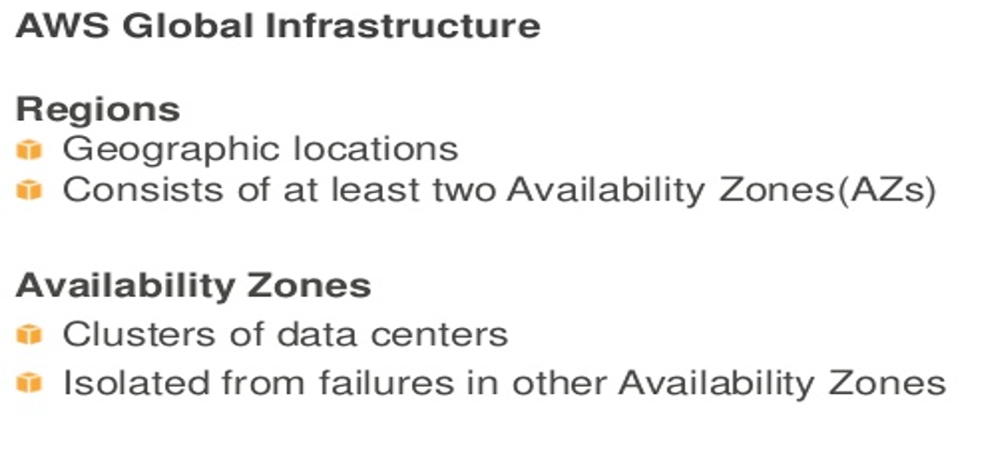 AWS Global Infrastructure
Regions
Geographic locations
Consists of at least two Availability Zones(AZs)
Availability Zones
Clusters of data centers
Isolated from failures in other Availability Zones